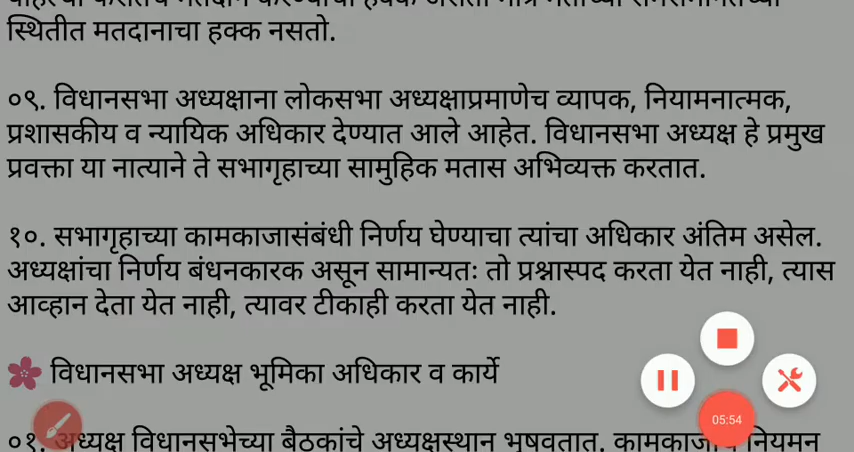 स्थितीत मतदानाचा हक्क नसतो.
०९. विधानसभा अध्यक्षाना लोकसभा अध्यक्षाप्रमाणेच व्यापक, नियामनात्मक,
प्रशासकीय व न्यायिक अधिकार देण्यात आले आहेत. विधानसभा अध्यक्ष हे प्रमुख
प्रवक्ता या नात्याने ते सभागृहाच्या सामुहिक मतास अभिव्यक्त करतात.
१०. सभागृहाच्या कामकाजासंबंधी निर्णय घेण्याचा त्यांचा अधिकार अंतिम असेल.
अध्यक्षांचा निर्णय बंधनकारक असून सामान्यतः तो प्रश्नास्पद करता येत नाही, त्यास
आव्हान देता येत नाही, त्यावर टीकाही करता येत नाही.
विधानसभा अध्यक्ष भूमिका अधिकार व कार्ये
०१. अध्यक्ष विधानसभेच्या बैठकांचे अध्यक्षस्थान भूषवतात. नियमन
05:54